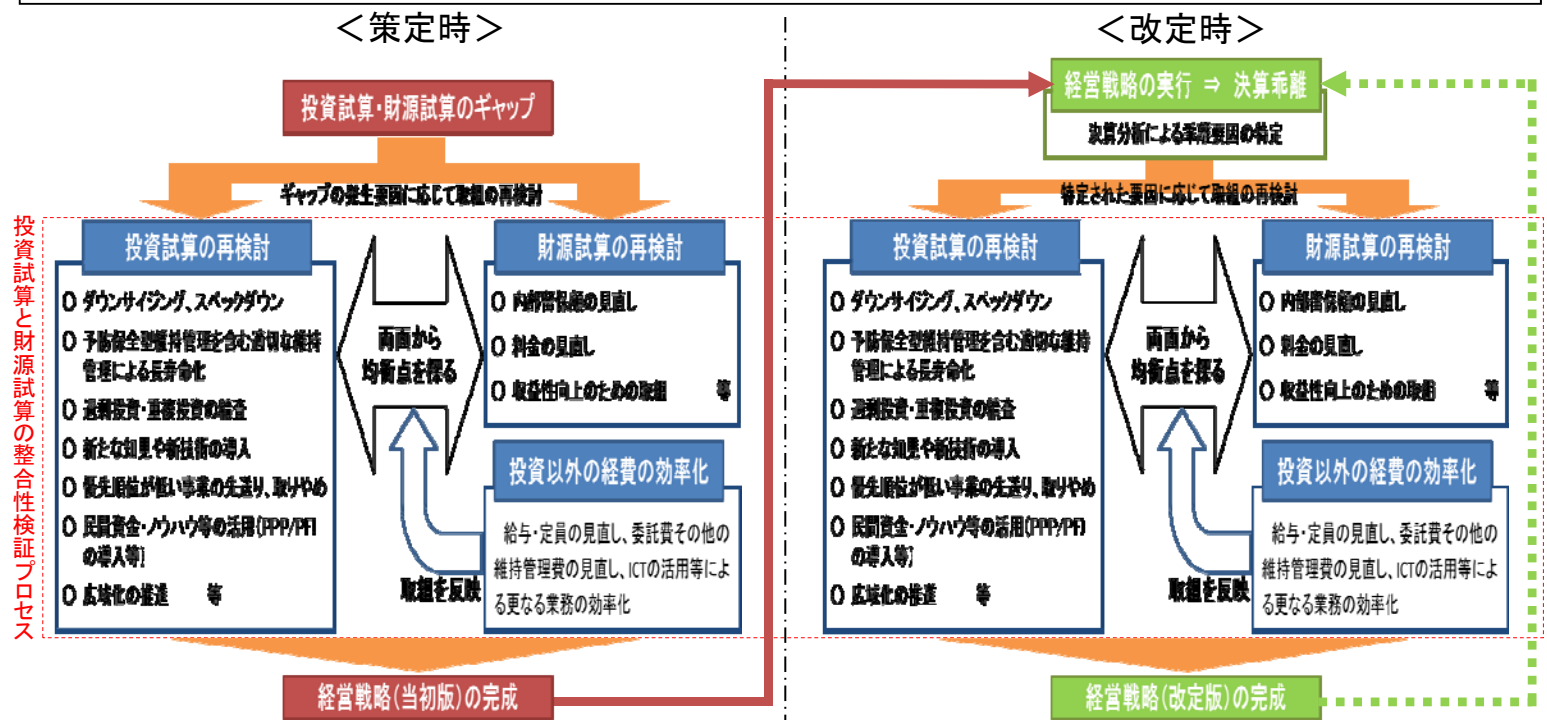 ＜策定時＞
投資試算・財源試算のギャップ
ギャップの発生要因に応じて取組の再検討
投資試算と財源試算の整合性検証プロセス
投資試算の再検討
○ ダウンサイジング、スペックダウン
○ 予防保全型維持管理を含む適切な維持
管理による長寿命化
○ 過剰投資・重複投資の精査
○ 新たな知見や新技術の導入
○ 優先順位が低い事業の先送り、取りやめ
○ 民間資金・ノウハウ等の活用(PPP/PFI
の導入等)
○ 広域化の推進 等
両面から
均衡点を探る
取組を反映
財源試算の再検討
○ 内部留保額の見直し
○ 料金の見直し
○ 収益性向上のための取組 等
投資以外の経費の効率化
給与・定員の見直し、委託費その他の
維持管理費の見直し、ICTの活用等によ
る更なる業務の効率化
経営戦略(当初版)の完成
＜改定時＞
経営戦略の実行 ⇒ 決算乖離
決算分析による乖離要因の特定
特定された要因に応じて取組の再検討
投資試算の再検討
○ ダウンサイジング、スペックダウン
○ 予防保全型維持管理を含む適切な維持
管理による長寿命化
○ 過剰投資・重複投資の精査
○ 新たな知見や新技術の導入
○ 優先順位が低い事業の先送り、取りやめ
○ 民間資金・ノウハウ等の活用(PPP/PFI
の導入等)
○ 広域化の推進 等
両面から
均衡点を探る
取組を反映
財源試算の再検討
○ 内部留保額の見直し
○ 料金の見直し
○ 収益性向上のための取組 等
投資以外の経費の効率化
給与・定員の見直し、委託費その他の
維持管理費の見直し、ICTの活用等によ
る更なる業務の効率化
経営戦略(改定版)の完成